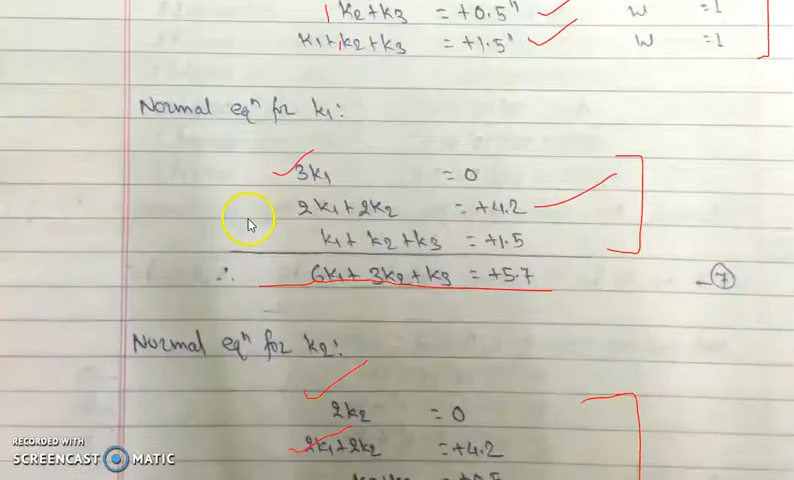 k2+k3 = +0.5" W =1
k1+k2+k3 = +1.5" W =1
Normal eqⁿ for k1:
3k1 = 0
2k1+2k2 = +4.2
k1+k2+k3 = +1.5
∴ 6k1+3k2+k3 = +5.7 –⑦
Normal eqⁿ for k2:
2k2 = 0
2k1+2k2 = +4.2
RECORDED WITH
SCREENCAST MATIC